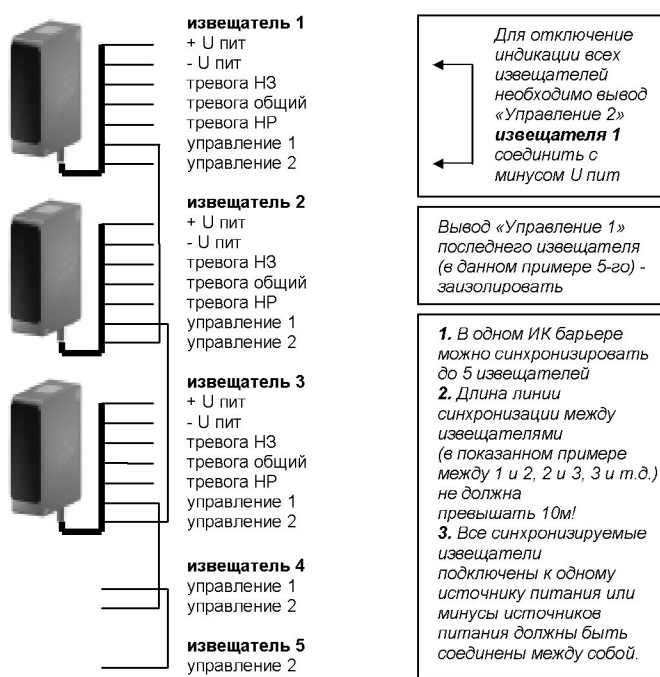 извещатель 1
+ U пит
- U пит
тревога НЗ
тревога общий
тревога НР
управление 1
управление 2
извещатель 2
+ U пит
- U пит
тревога НЗ
тревога общий
тревога НР
управление 1
управление 2
извещатель 3
+ U пит
- U пит
тревога НЗ
тревога общий
тревога НР
управление 1
управление 2
извещатель 4
управление 1
управление 2
извещатель 5
управление 2
Для отключение
индикации всех
извещателей
необходимо вывод
«Управление 2»
извещателя 1
соединить с
минусом U пит
Вывод «Управление 1»
последнего извещателя
(в данном примере 5-го) -
заизолировать
1. В одном ИК барьере
можно синхронизировать
до 5 извещателей
2. Длина линии
синхронизации между
извещателями
(в показанном примере
между 1 и 2, 2 и 3, 3 и т.д.)
не должна
превышать 10м!
3. Все синхронизируемые
извещатели
подключены к одному
источнику питания или
минусы источников
питания должны быть
соединены между собой.